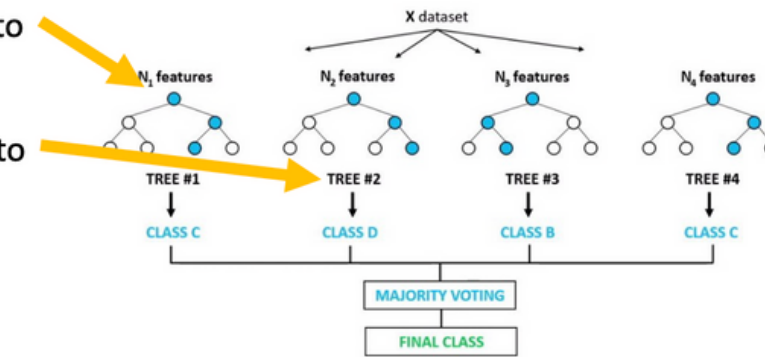 to
to
X dataset
N₁ features N₂ features N₃ features N₄ features
TREE #1 TREE #2 TREE #3 TREE #4
CLASS C CLASS D CLASS B CLASS C
MAJORITY VOTING
FINAL CLASS